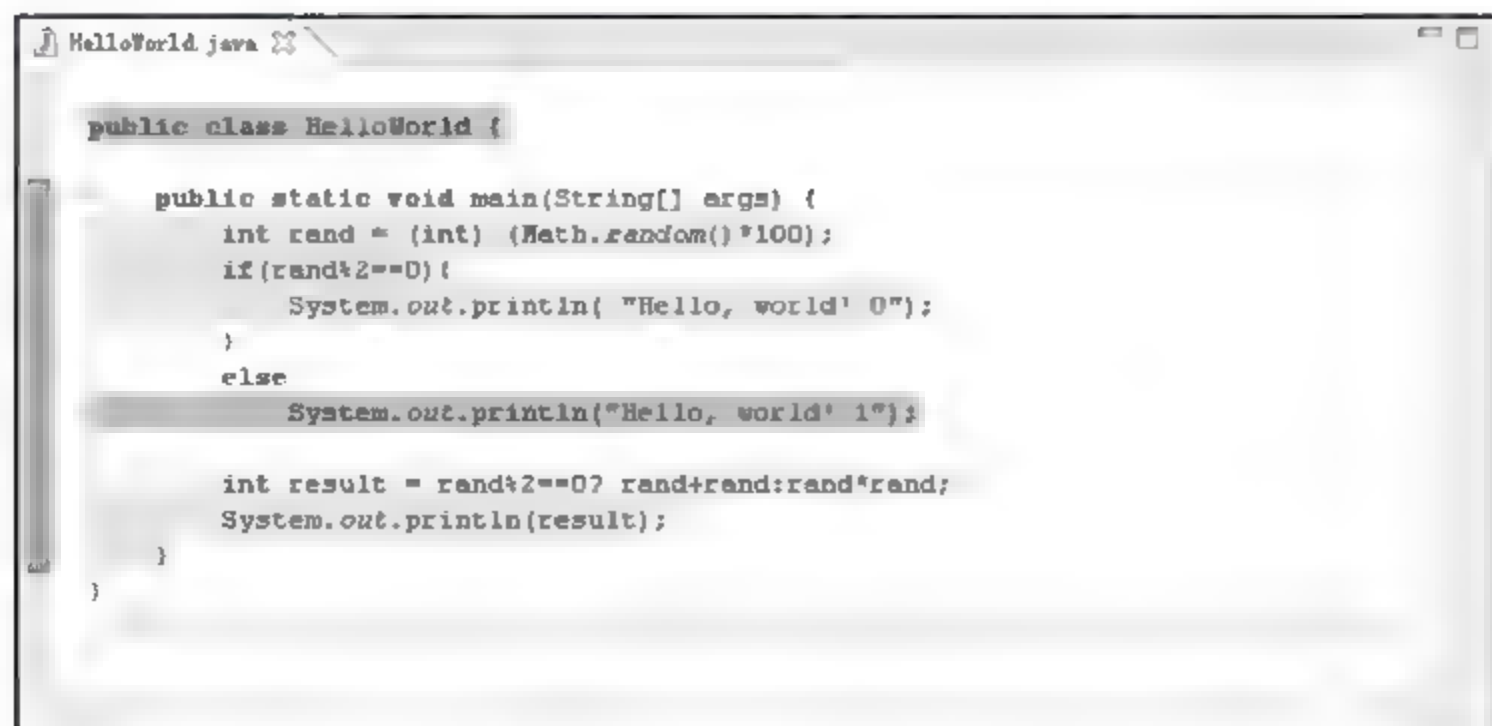 HelloWorld.java
public class HelloWorld {
public static void main(String[] args) {
int rand = (int) (Math.random()*100);
if(rand%2==0){
System.out.println( "Hello, world! 0");
}
else
System.out.println("Hello, world! 1");
int result = rand%2==0? rand+rand:rand*rand;
System.out.println(result);
}
}